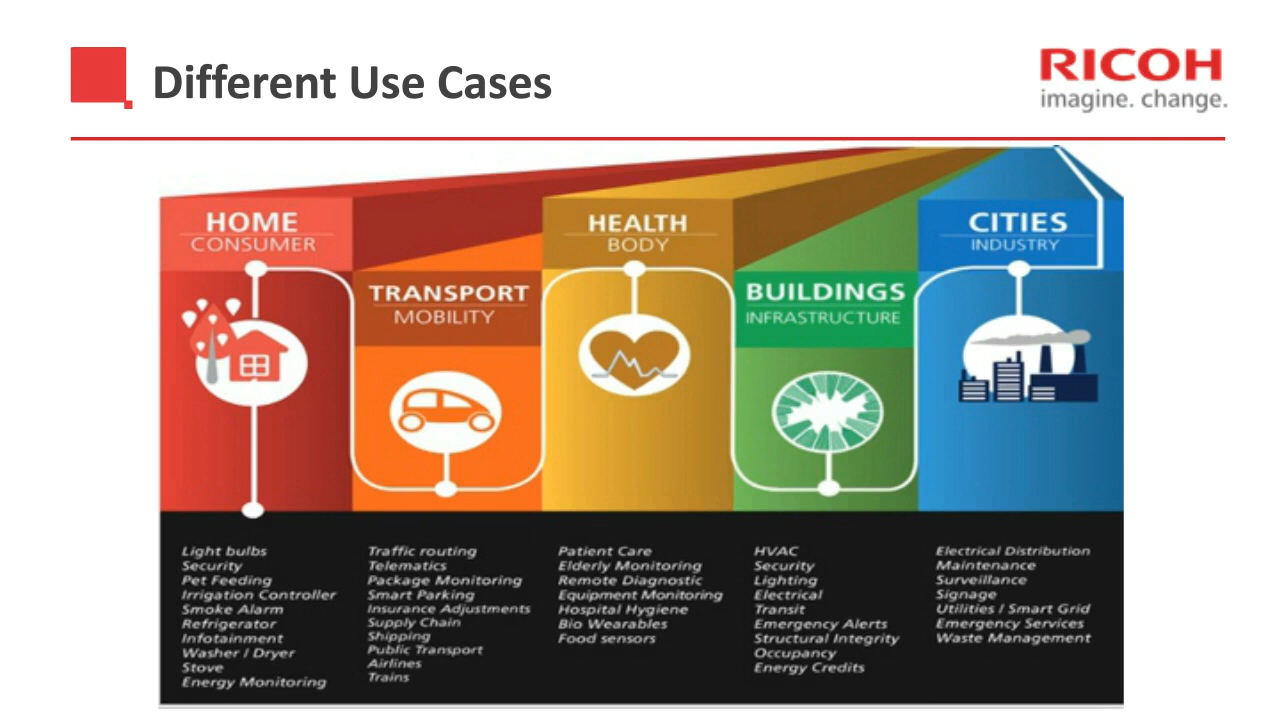 Different Use Cases
RICOH
imagine. change.
HOME
CONSUMER
TRANSPORT
MOBILITY
HEALTH
BODY
BUILDINGS
INFRASTRUCTURE
CITIES
INDUSTRY
Light bulbs
Security
Pet Feeding
Irrigation Controller
Smoke Alarm
Refrigerator
Infotainment
Washer / Dryer
Stove
Energy Monitoring
Traffic routing
Telematics
Package Monitoring
Smart Parking
Insurance Adjustments
Supply Chain
Shipping
Public Transport
Airlines
Trains
Patient Care
Elderly Monitoring
Remote Diagnostic
Equipment Monitoring
Hospital Hygiene
Bio Wearables
Food sensors
HVAC
Security
Lighting
Electrical
Transit
Emergency Alerts
Structural Integrity
Occupancy
Energy Credits
Electrical Distribution
Maintenance
Surveillance
Signage
Utilities / Smart Grid
Emergency Services
Waste Management